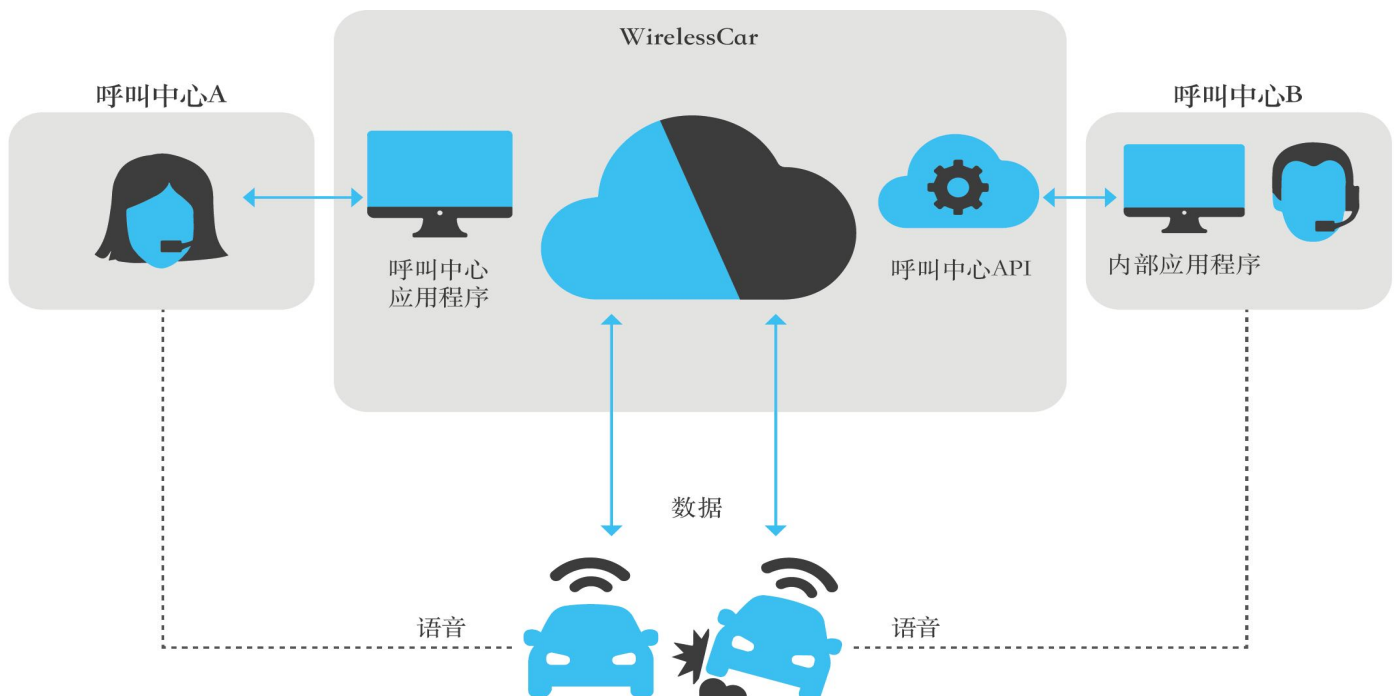 WirelessCar
呼叫中心A
呼叫中心B
呼叫中心
应用程序
呼叫中心API
内部应用程序
数据
语音
语音